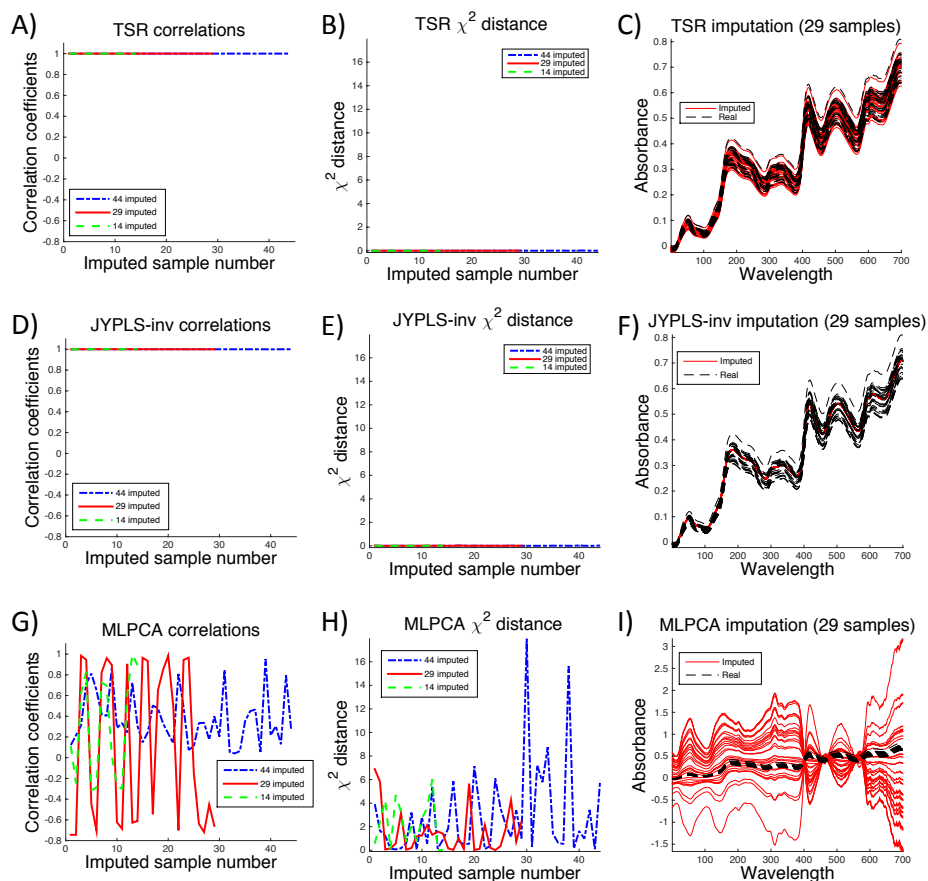 A)
TSR correlations
Correlation coefficients
1
0.8
0.6
0.4
0.2
0
-0.2
-0.4
-0.6
-0.8
44 imputed
29 imputed
14 imputed
0 10 20 30 40
Imputed sample number
B)
TSR χ² distance
χ² distance
16
14
12
10
8
6
4
2
0
44 imputed
29 imputed
14 imputed
10 20 30 40
Imputed sample number
C)
TSR imputation (29 samples)
Absorbance
0.8
0.7
0.6
0.5
0.4
0.3
0.2
0.1
0
Imputed
Real
100 200 300 400 500 600 700
Wavelength
D)
JYPLS-inv correlations
Correlation coefficients
1
0.8
0.6
0.4
0.2
0
-0.2
-0.4
-0.6
-0.8
44 imputed
29 imputed
14 imputed
0 10 20 30 40
Imputed sample number
E)
JYPLS-inv χ² distance
χ² distance
16
14
12
10
8
6
4
2
0
44 imputed
29 imputed
14 imputed
10 20 30 40
Imputed sample number
F)
JYPLS-inv imputation (29 samples)
Absorbance
0.8
0.7
0.6
0.5
0.4
0.3
0.2
0.1
0
Imputed
Real
100 200 300 400 500 600 700
Wavelength
G)
MLPCA correlations
Correlation coefficients
1
0.8
0.6
0.4
0.2
0
-0.2
-0.4
-0.6
-0.8
44 imputed
29 imputed
14 imputed
0 10 20 30 40
Imputed sample number
H)
MLPCA χ² distance
χ² distance
16
14
12
10
8
6
4
2
0
44 imputed
29 imputed
14 imputed
0 10 20 30 40
Imputed sample number
I)
MLPCA imputation (29 samples)
Absorbance
3
2.5
2
1.5
1
0.5
0
-0.5
-1
-1.5
Imputed
Real
100 200 300 400 500 600 700
Wavelength